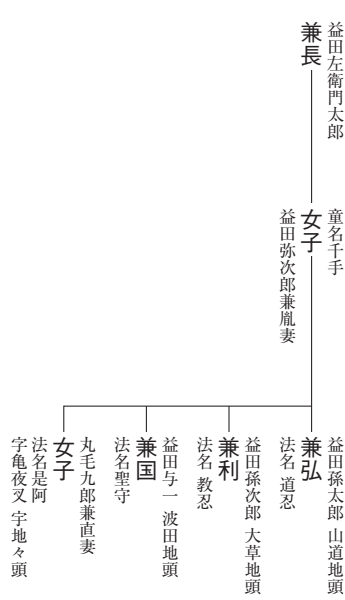 益田左衛門太郎
兼長
童名千手
女子
益田弥次郎兼胤妻
益田孫太郎 山道地頭
兼弘
法名 道忍
益田孫次郎 大草地頭
兼利
法名 教忍
益田与一 波田地頭
兼国
法名聖守
丸毛九郎兼直妻
女子
法名是阿
字亀夜叉 宇地々頭